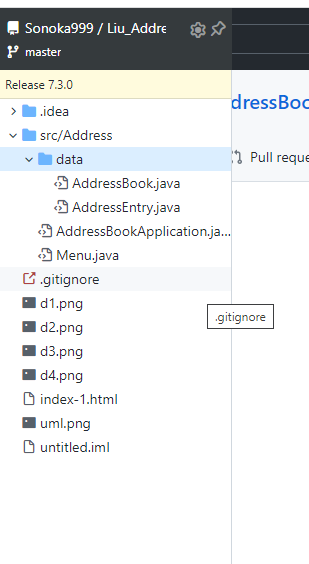 Sonoka999 / Liu_Addre
master
Release 7.3.0
.idea
src/Address
data
AddressBook.java
AddressEntry.java
AddressBookApplication.ja...
Menu.java
.gitignore
d1.png
d2.png
d3.png
d4.png
index-1.html
uml.png
untitled.iml
dressBoo
Pull reque
.gitignore